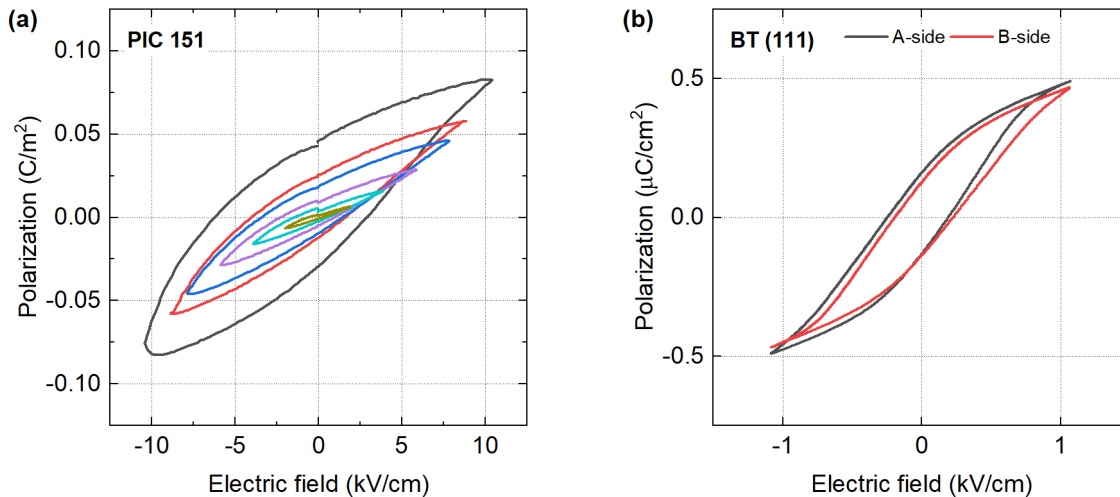 (a)
PIC 151
0.10
0.05
0.00
-0.05
-0.10
Polarization (C/m²)
-10 -5 0 5 10
Electric field (kV/cm)
(b)
BT (111) A-side B-side
0.5
0.0
-0.5
Polarization (μC/cm²)
-1 0 1
Electric field (kV/cm)